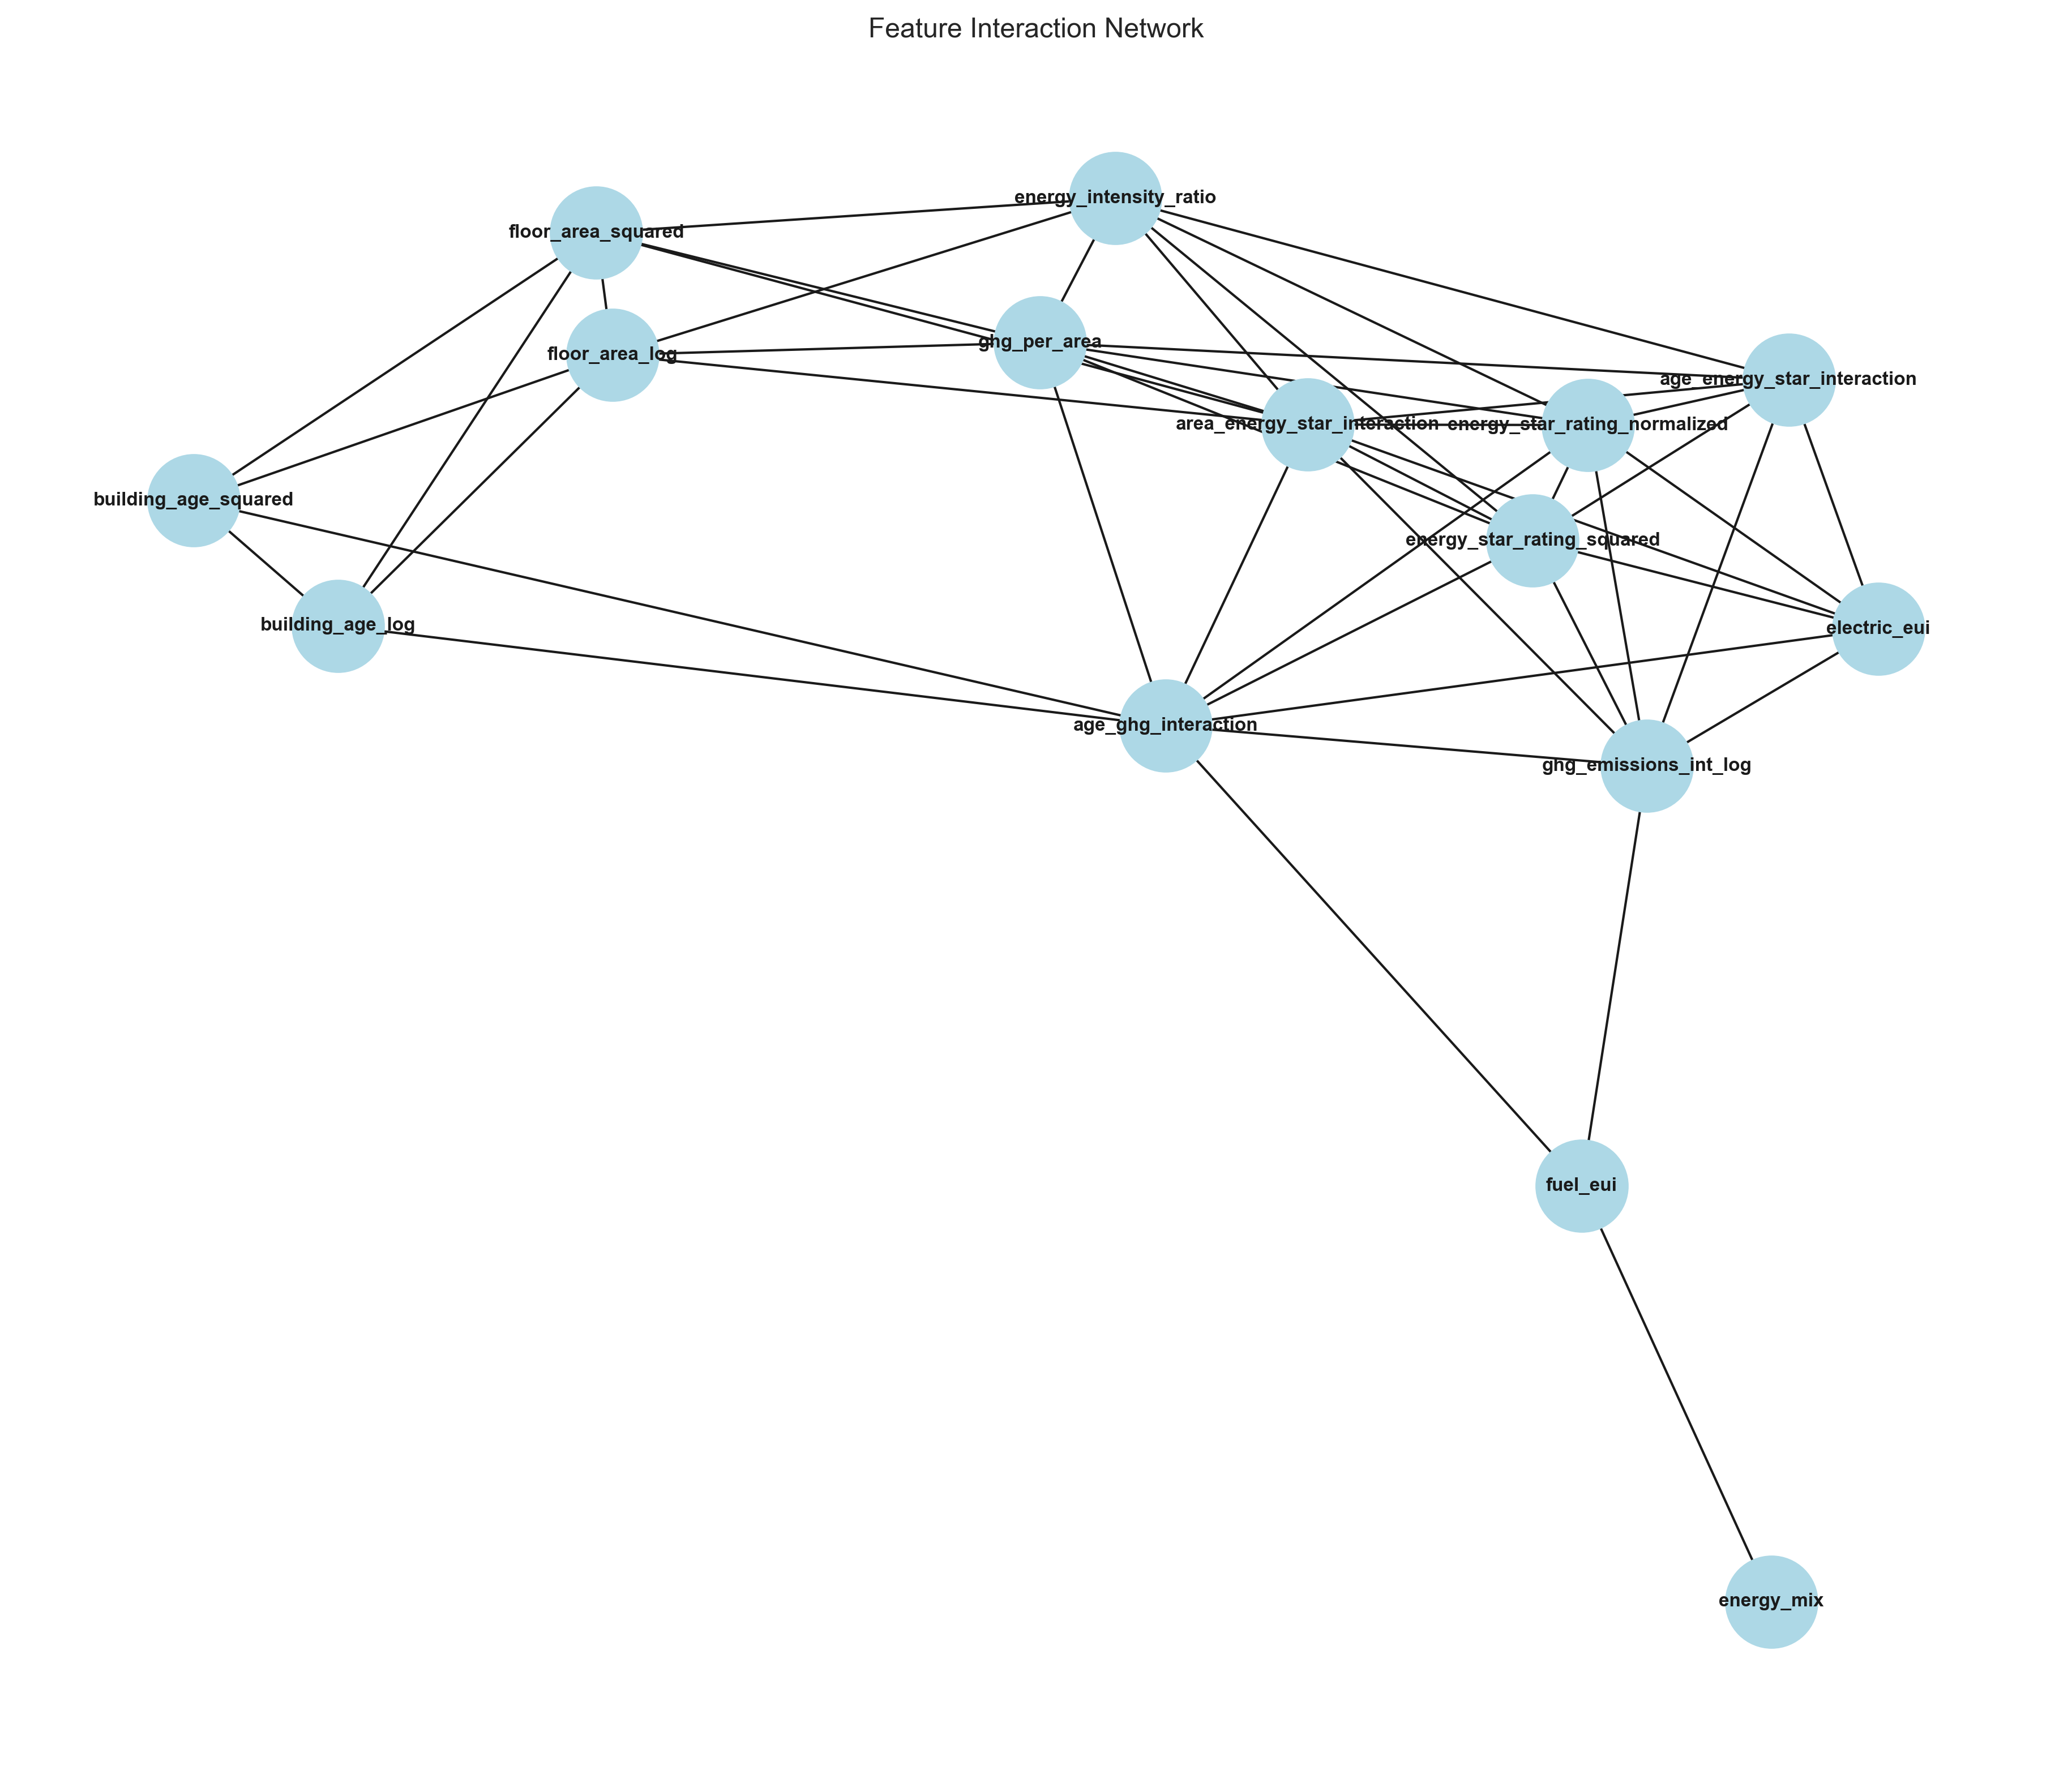 Feature Interaction Network
energy_intensity_ratio
floor_area_squared
ghg_per_area
floor_area_log
age_energy_star_interaction
area_energy_star_interaction
energy_star_rating_normalized
building_age_squared
energy_star_rating_squared
building_age_log
electric_eui
age_ghg_interaction
ghg_emissions_int_log
fuel_eui
energy_mix